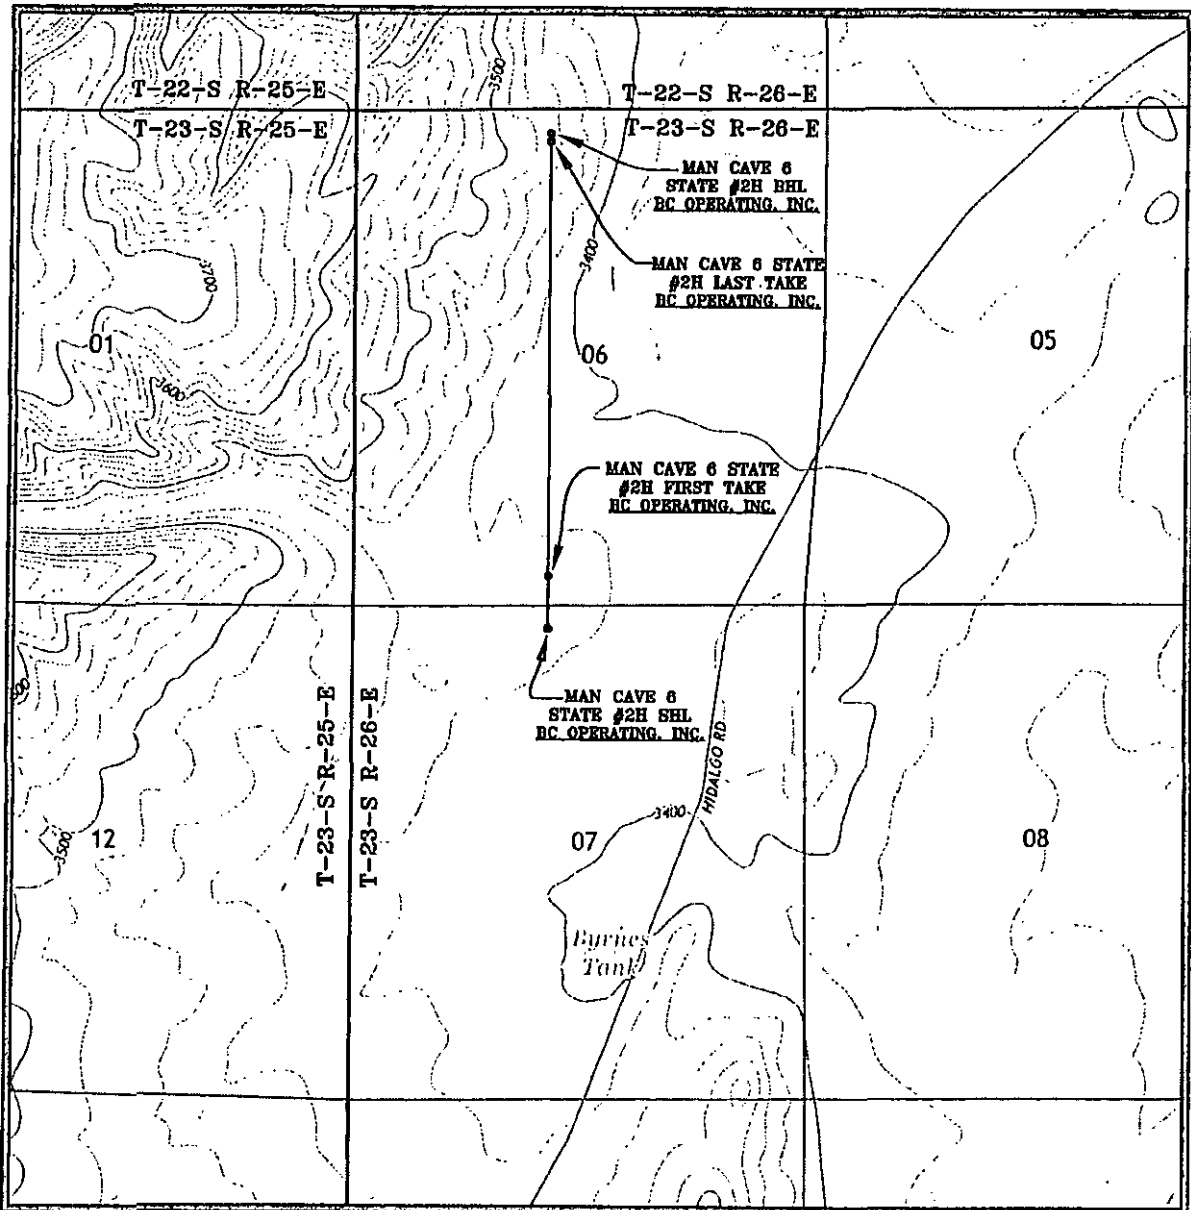 3500
T-22-S R-25-E
T-22-S R-26-E
T-23-S R-25-E
T-23-S R-26-E
MAN CAVE 6
STATE #2H BHL
BC OPERATING, INC.
3400
3700
MAN CAVE 6 STATE
#2H LAST TAKE
BC OPERATING, INC.
01
06
05
3600
MAN CAVE 6 STATE
#2H FIRST TAKE
BC OPERATING, INC.
MAN CAVE 6
STATE #2H SHL
BC OPERATING, INC.
T-23-S R-25-E
T-23-S R-26-E
HIDALGO RD
3400
12
3500
07
08
Byrnes
Tank